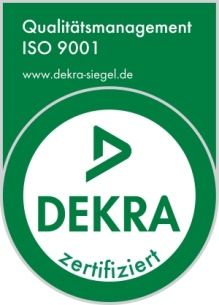 Qualitätsmanagement
ISO 9001
www.dekra-siegel.de
DEKRA
zertifiziert